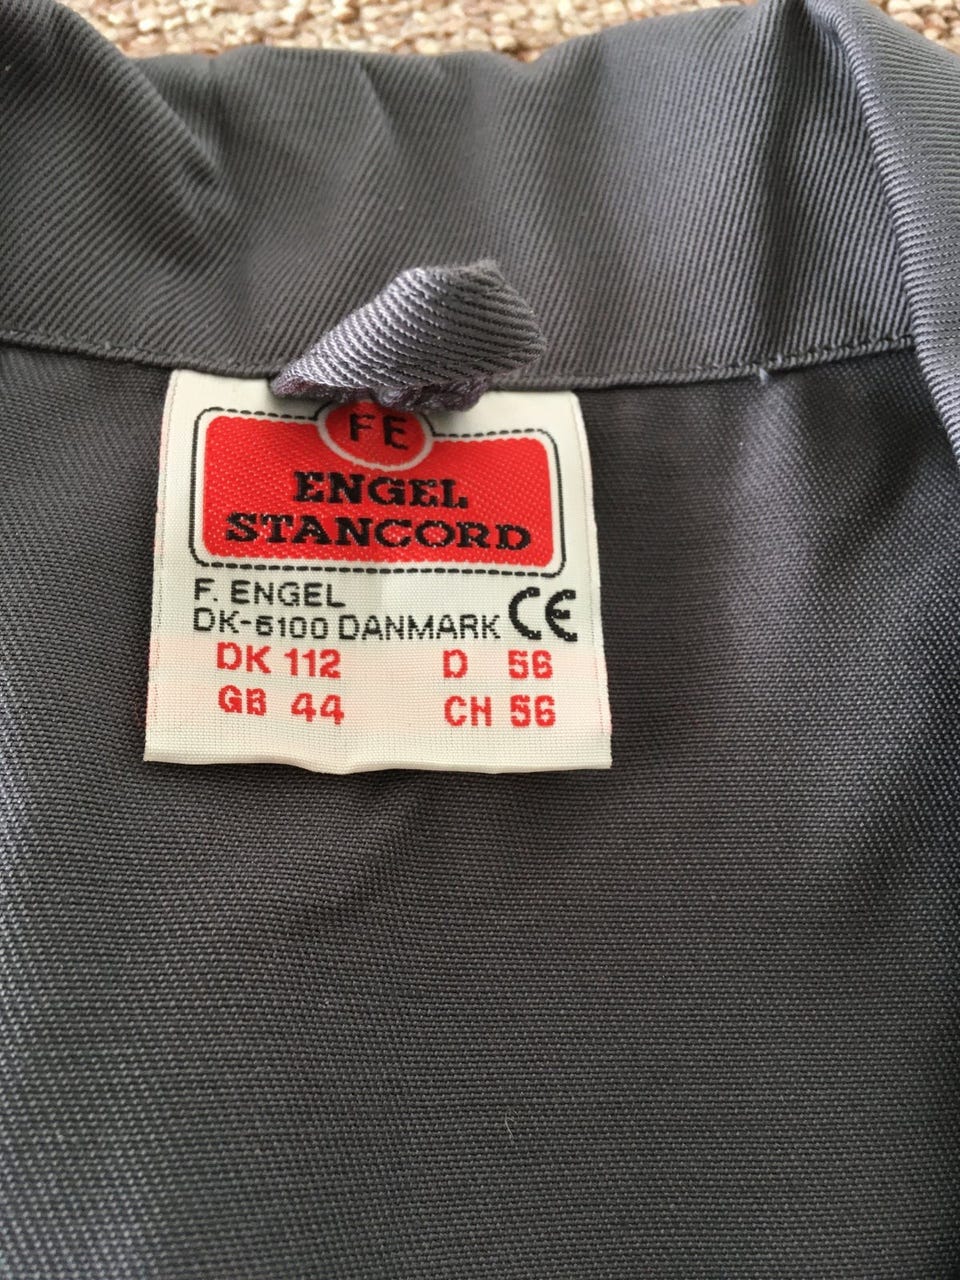 FE
ENGEL
STANCORD
F. ENGEL
DK-6100 DANMARK CE
DK 112 D 56
GB 44 CH 56